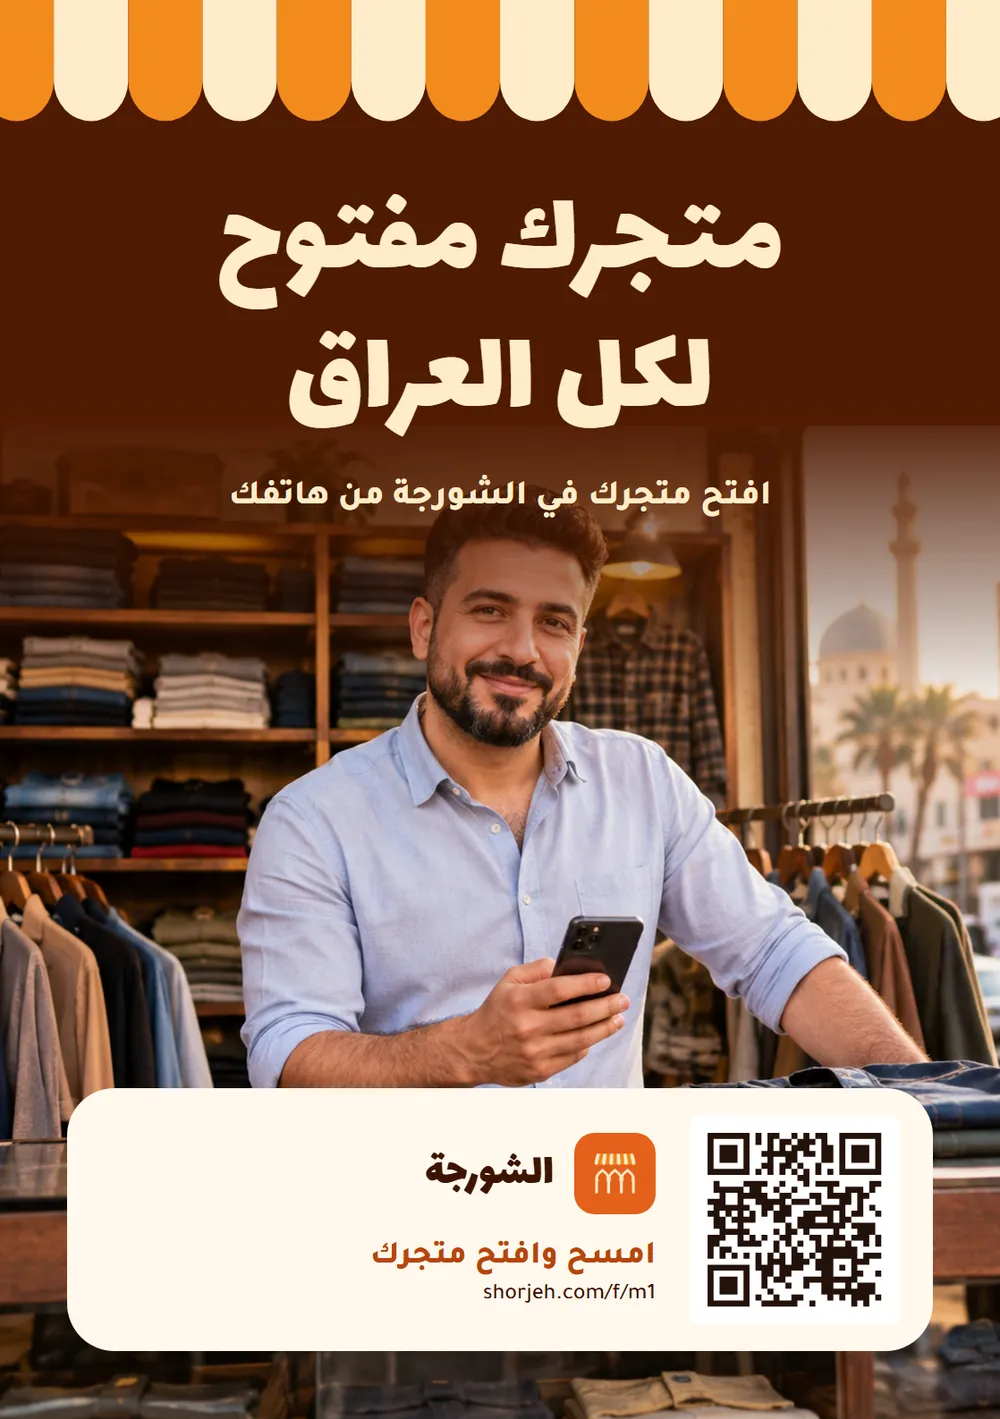 متجرك مفتوح
لكل العراق
افتح متجرك في الشورجة من هاتفك
الشورجة
امسح وافتح متجرك
shorjeh.com/f/m1